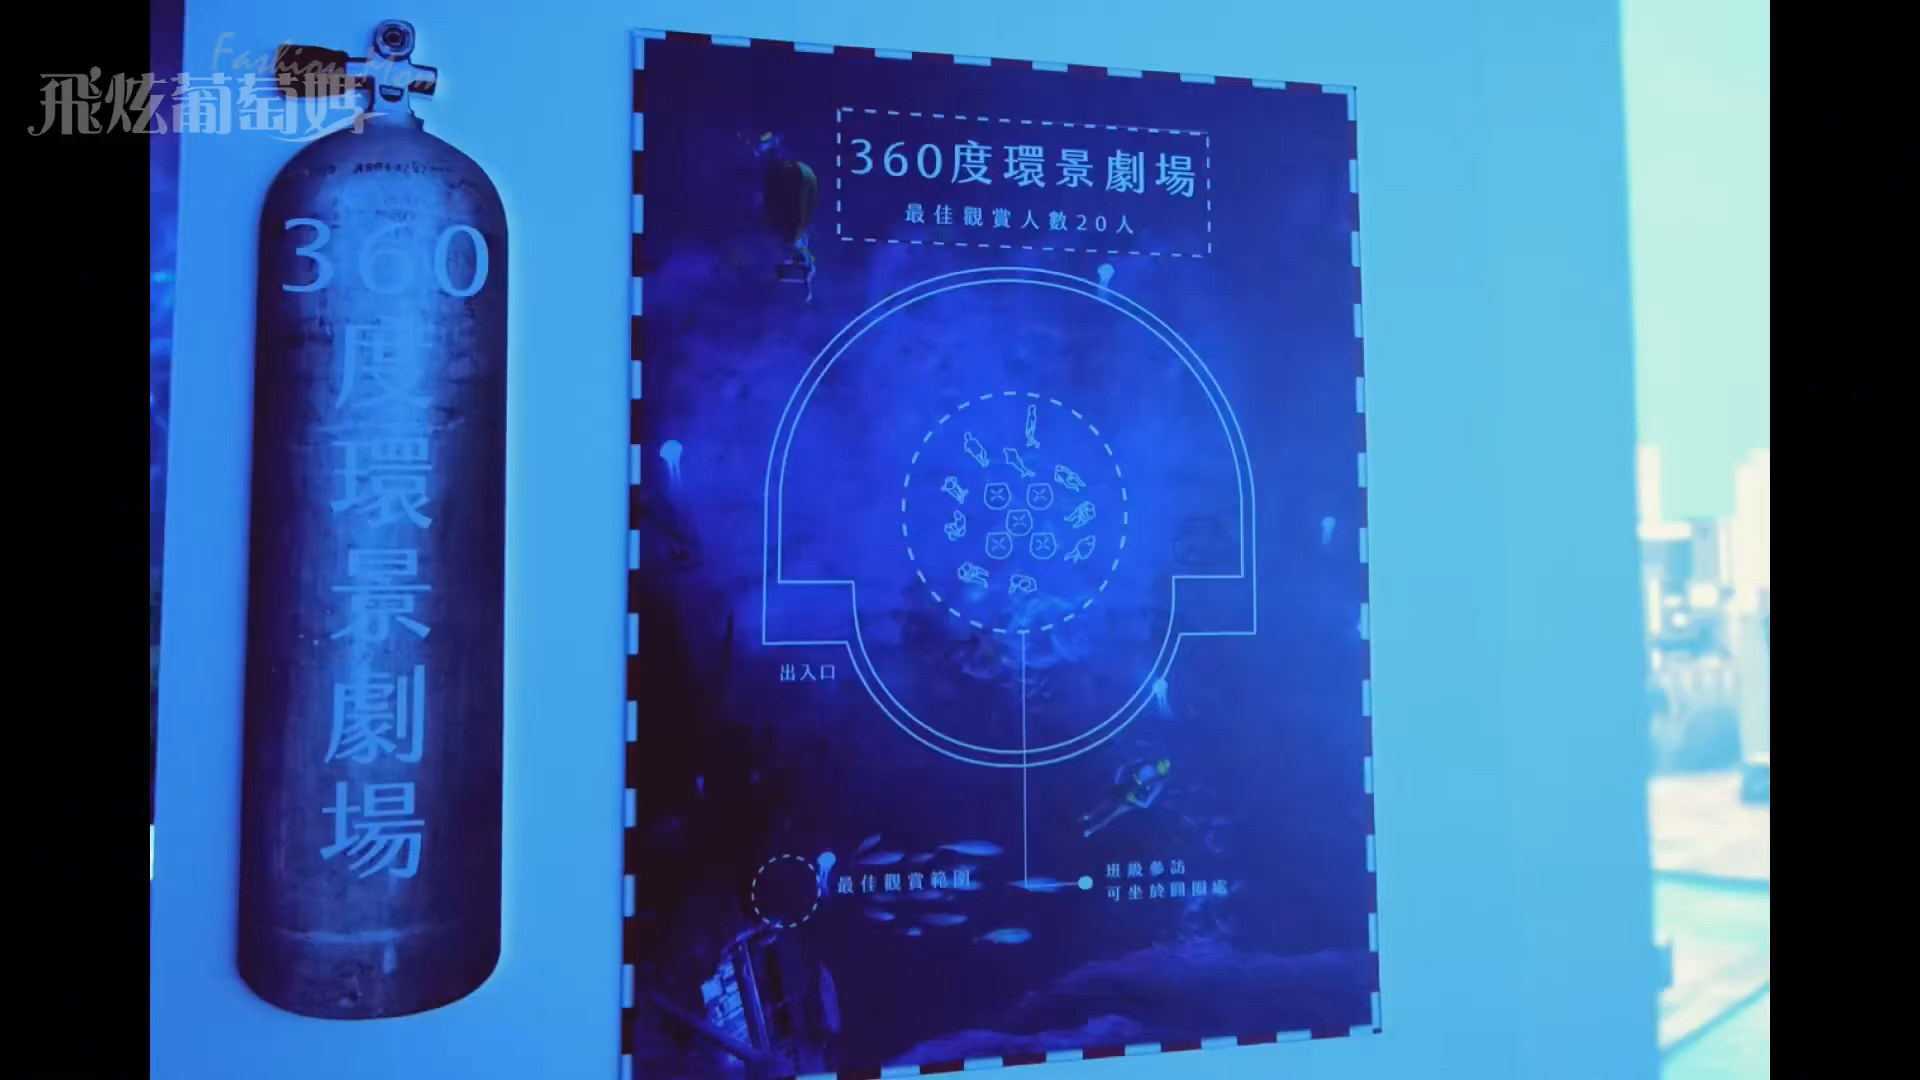 Fashion Mom
飛炫葡萄媽
360
度環景劇場
360度環景劇場
最佳觀賞人數20人
出入口
最佳觀賞範圍
班級參訪
可坐於圓圈處